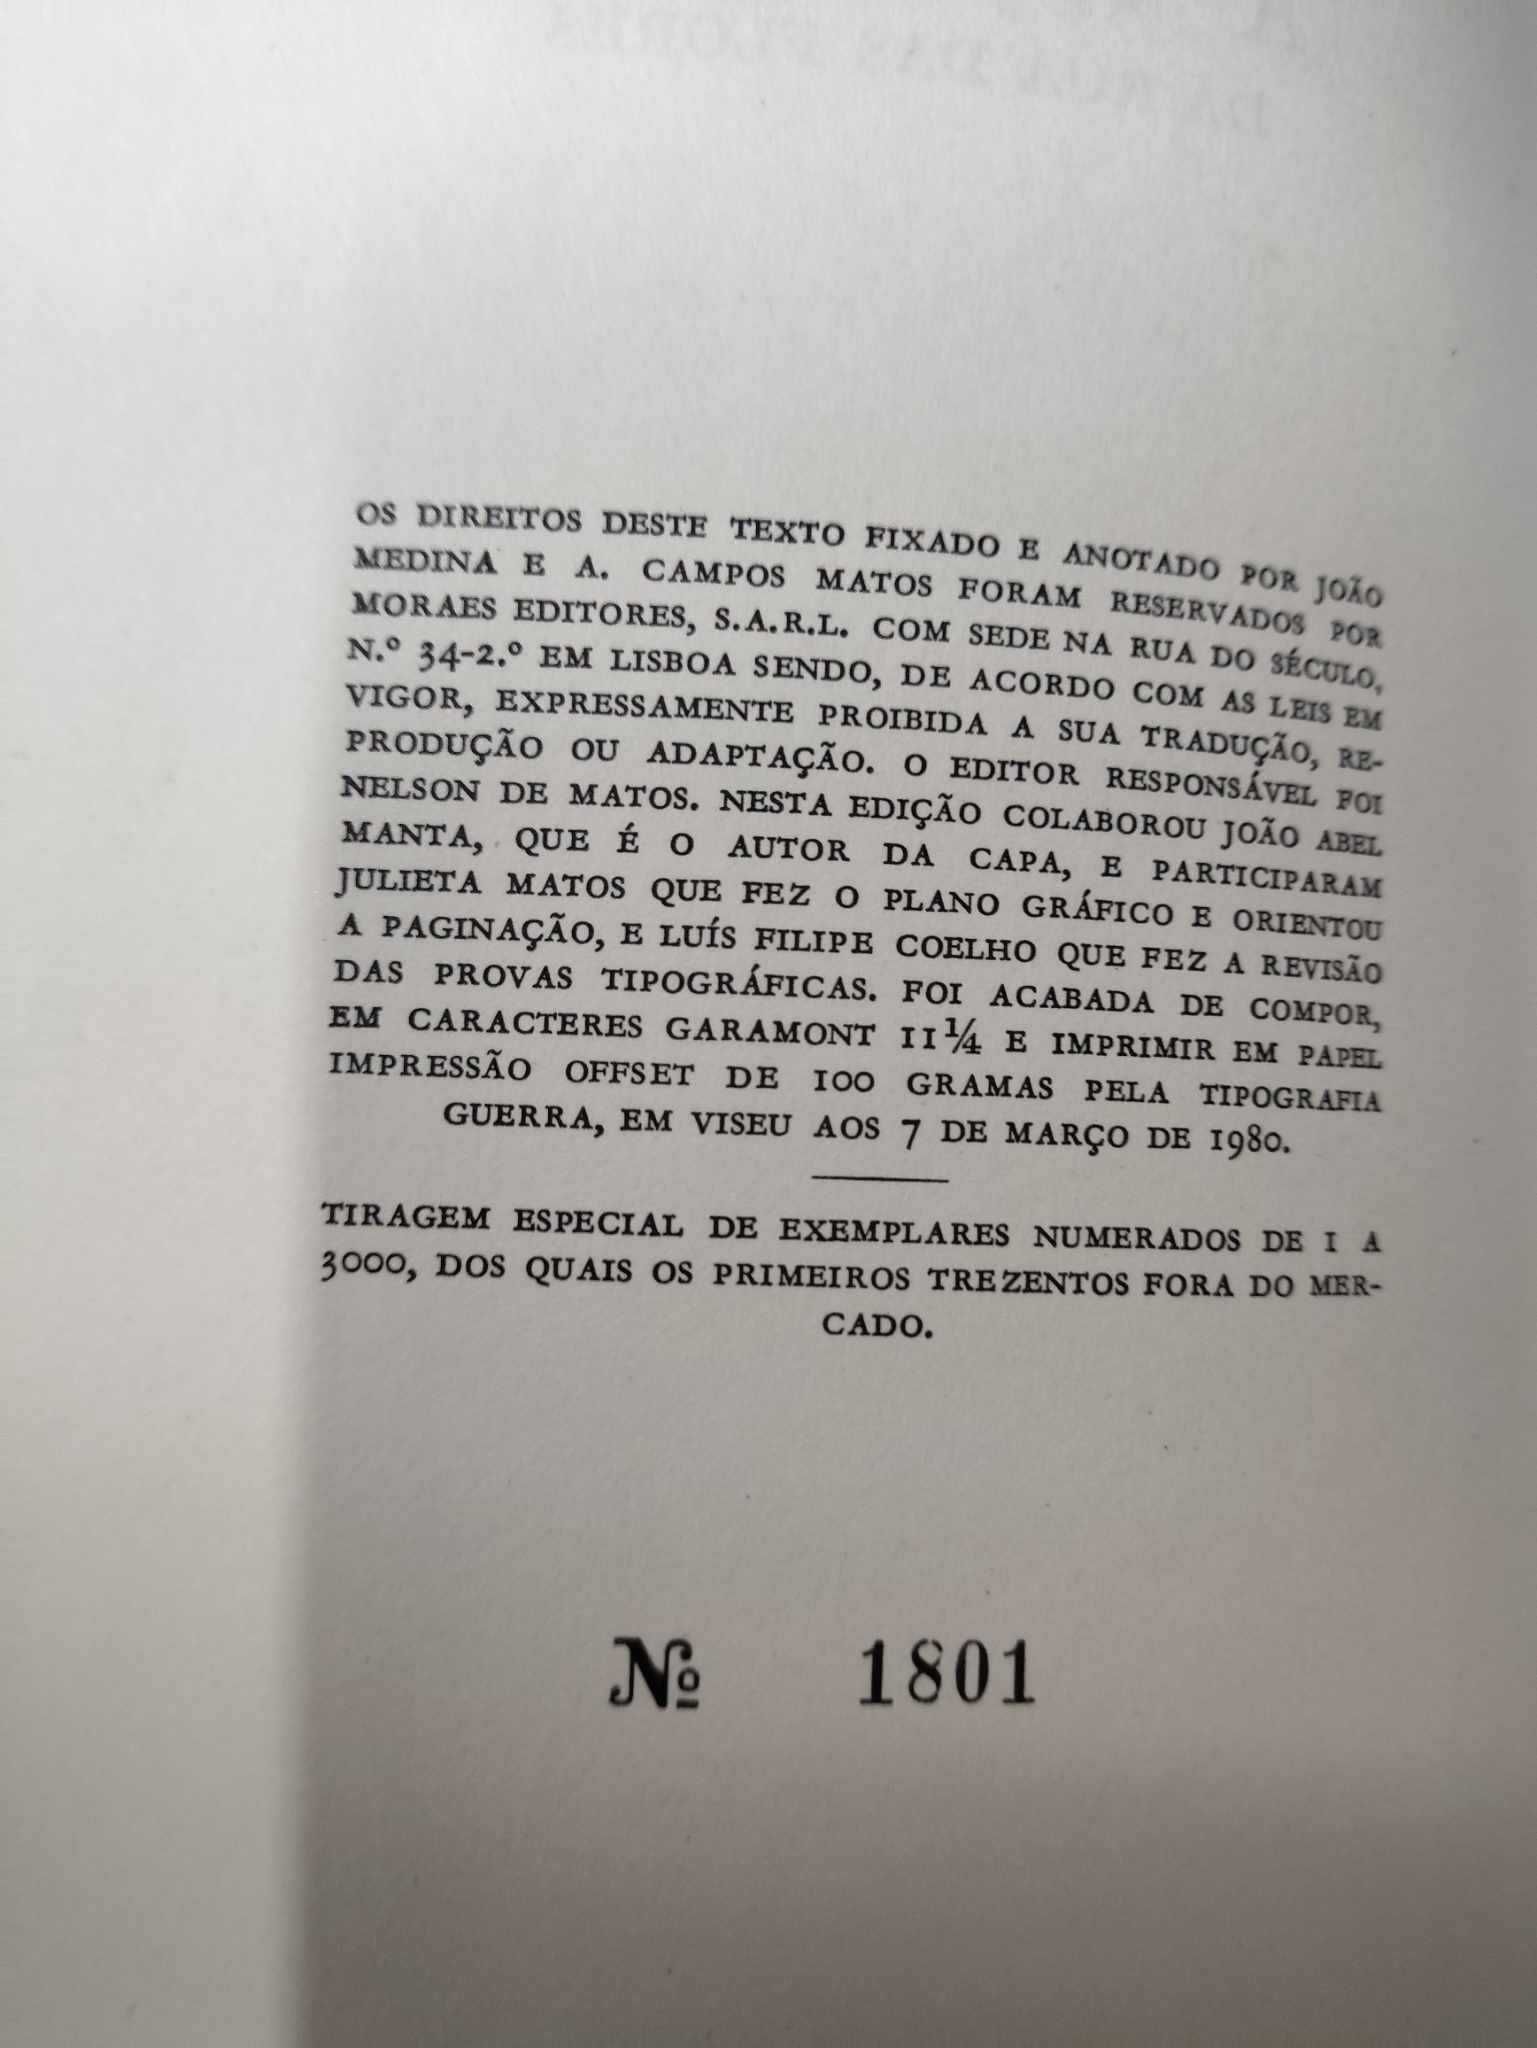 DA RUA DAS FLORES
OS DIREITOS DESTE TEXTO FIXADO E ANOTADO POR JOÃO
MEDINA E A. CAMPOS MATOS FORAM RESERVADOS POR
MORAES EDITORES, S.A.R.L. COM SEDE NA RUA DO SÉCULO,
N.º 34-2.º EM LISBOA SENDO, DE ACORDO COM AS LEIS EM
VIGOR, EXPRESSAMENTE PROIBIDA A SUA TRADUÇÃO, RE-
PRODUÇÃO OU ADAPTAÇÃO. O EDITOR RESPONSÁVEL FOI
NELSON DE MATOS. NESTA EDIÇÃO COLABOROU JOÃO ABEL
MANTA, QUE É O AUTOR DA CAPA, E PARTICIPARAM
JULIETA MATOS QUE FEZ O PLANO GRÁFICO E ORIENTOU
A PAGINAÇÃO, E LUÍS FILIPE COELHO QUE FEZ A REVISÃO
DAS PROVAS TIPOGRÁFICAS. FOI ACABADA DE COMPOR,
EM CARACTERES GARAMONT 11¼ E IMPRIMIR EM PAPEL
IMPRESSÃO OFFSET DE 100 GRAMAS PELA TIPOGRAFIA
GUERRA, EM VISEU AOS 7 DE MARÇO DE 1980.
TIRAGEM ESPECIAL DE EXEMPLARES NUMERADOS DE 1 A
3000, DOS QUAIS OS PRIMEIROS TREZENTOS FORA DO MER-
CADO.
Nº 1801